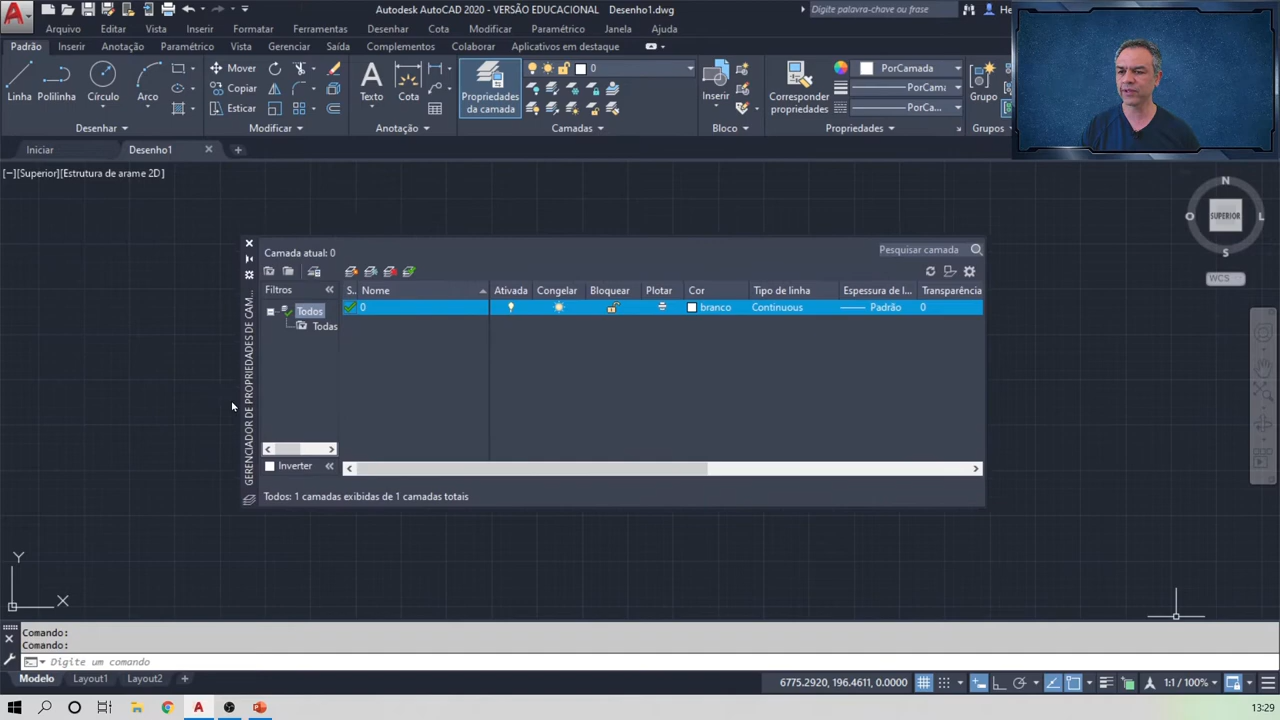 Autodesk AutoCAD 2020 - VERSÃO EDUCACIONAL Desenho1.dwg
Digite palavra-chave ou frase
He
Arquivo Editar Vista Inserir Formatar Ferramentas Desenhar Cota Modificar Paramétrico Janela Ajuda
Padrão Inserir Anotação Paramétrico Vista Gerenciar Saída Complementos Colaborar Aplicativos em destaque
Linha Polilinha Círculo Arco
Mover
Copiar
Esticar
Texto Cota
Propriedades da camada
0
Inserir
Corresponder propriedades
PorCamada
PorCama
PorCa...
Grupo
Desenhar Modificar Anotação Camadas Bloco Propriedades Grupos
Iniciar Desenho1
[−][Superior][Estrutura de arame 2D]
N
O SUPERIOR L
S
WCS
GERENCIADOR DE PROPRIEDADES DE CAM...
Camada atual: 0
Pesquisar camada
Filtros
S.. Nome Ativada Congelar Bloquear Plotar Cor Tipo de linha Espessura de l... Transparência
Todos
0 branco Continuous Padrão 0
Todas
Inverter
Todos: 1 camadas exibidas de 1 camadas totais
Y
X
Comando:
Comando:
Digite um comando
Modelo Layout1 Layout2
6775.2920, 196.4611, 0.0000
1:1 / 100%
13:29